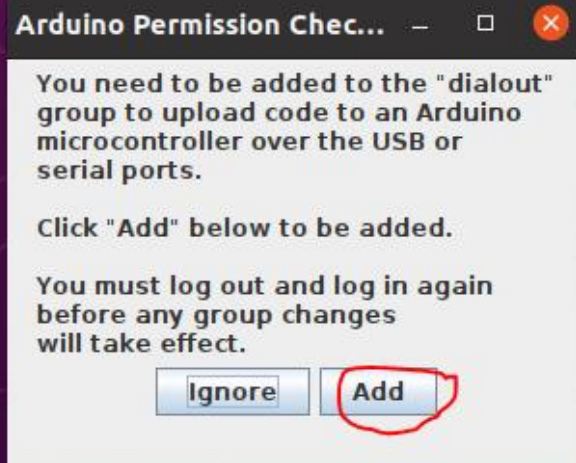 Arduino Permission Chec...
You need to be added to the "dialout"
group to upload code to an Arduino
microcontroller over the USB or
serial ports.
Click "Add" below to be added.
You must log out and log in again
before any group changes
will take effect.
Ignore Add